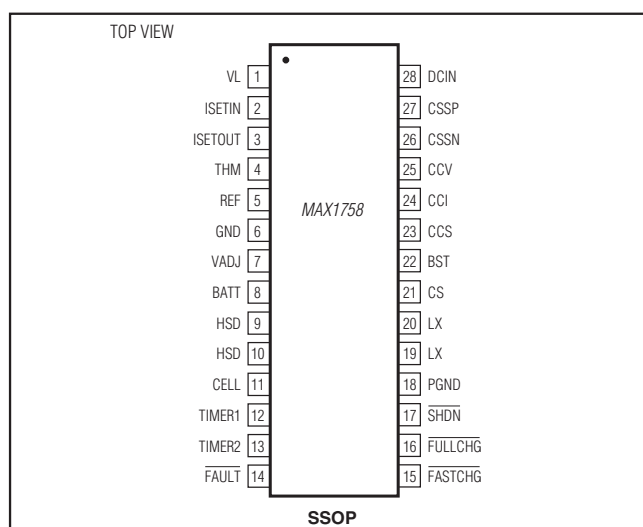 TOP VIEW
VL 1
ISETIN 2
ISETOUT 3
THM 4
REF 5
GND 6
VADJ 7
BATT 8
HSD 9
HSD 10
CELL 11
TIMER1 12
TIMER2 13
FAULT 14
MAX1758
28 DCIN
27 CSSP
26 CSSN
25 CCV
24 CCI
23 CCS
22 BST
21 CS
20 LX
19 LX
18 PGND
17 SHDN
16 FULLCHG
15 FASTCHG
SSOP